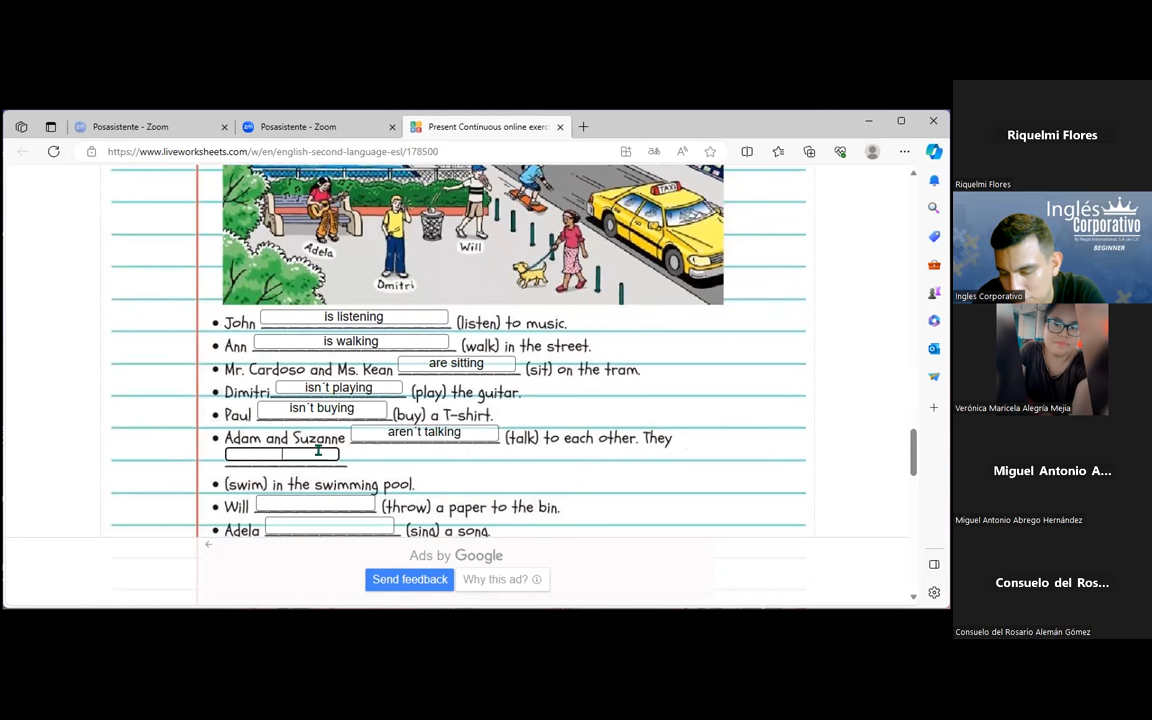 Posasistente - Zoom
Posasistente - Zoom
Present Continuous online exerc
https://www.liveworksheets.com/w/en/english-second-language-esl/178500
TAXI
Adela
Will
Dmitri
• John is listening (listen) to music.
• Ann is walking (walk) in the street.
• Mr. Cardoso and Ms. Kean are sitting (sit) on the tram.
• Dimitri isn´t playing (play) the guitar.
• Paul isn´t buying (buy) a T-shirt.
• Adam and Suzanne aren´t talking (talk) to each other. They
• (swim) in the swimming pool.
• Will (throw) a paper to the bin.
• Adela (sing) a song.
Ads by Google
Send feedback
Why this ad?
Riquelmi Flores
Riquelmi Flores
Inglés
Corporativo
By Regal International, S.A. de C.V.
BEGINNER
Ingles Corporativo
Verónica Maricela Alegría Mejia
Miguel Antonio A...
Miguel Antonio Abrego Hernández
Consuelo del Ros...
Consuelo del Rosario Alemán Gómez